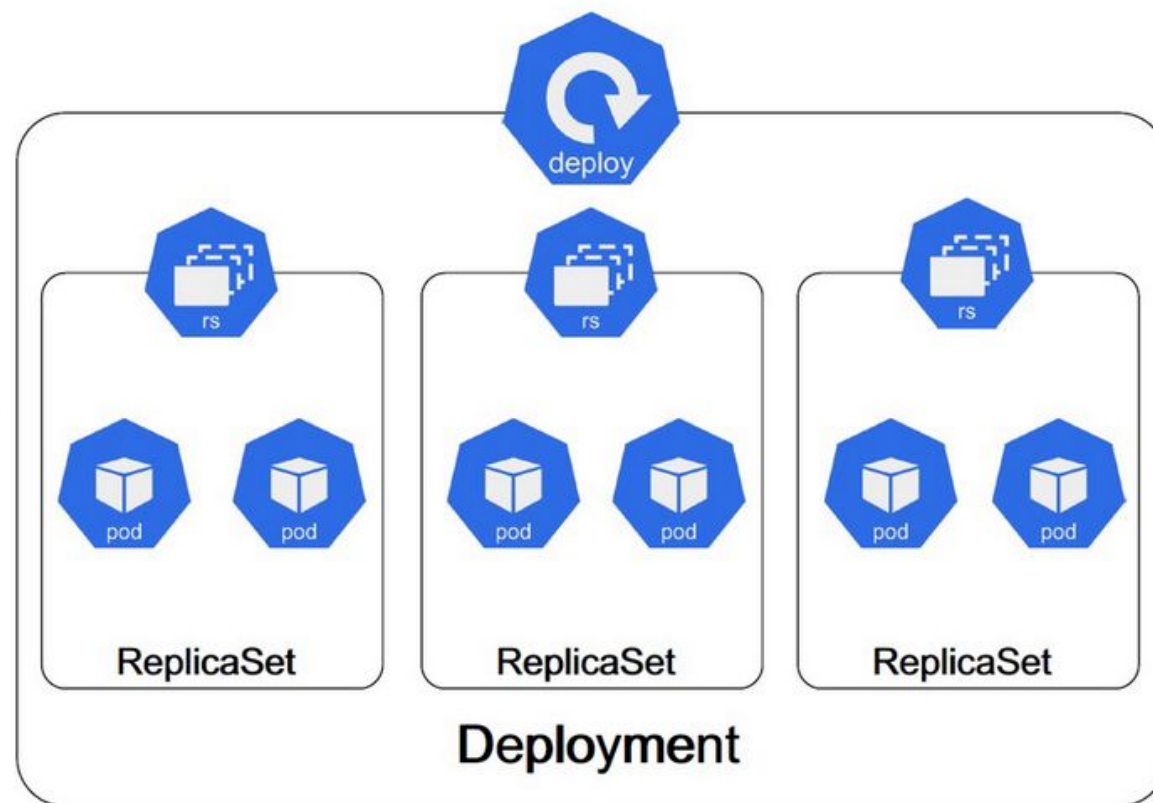 deploy
rs
rs
rs
pod
pod
pod
pod
pod
pod
ReplicaSet
ReplicaSet
ReplicaSet
Deployment